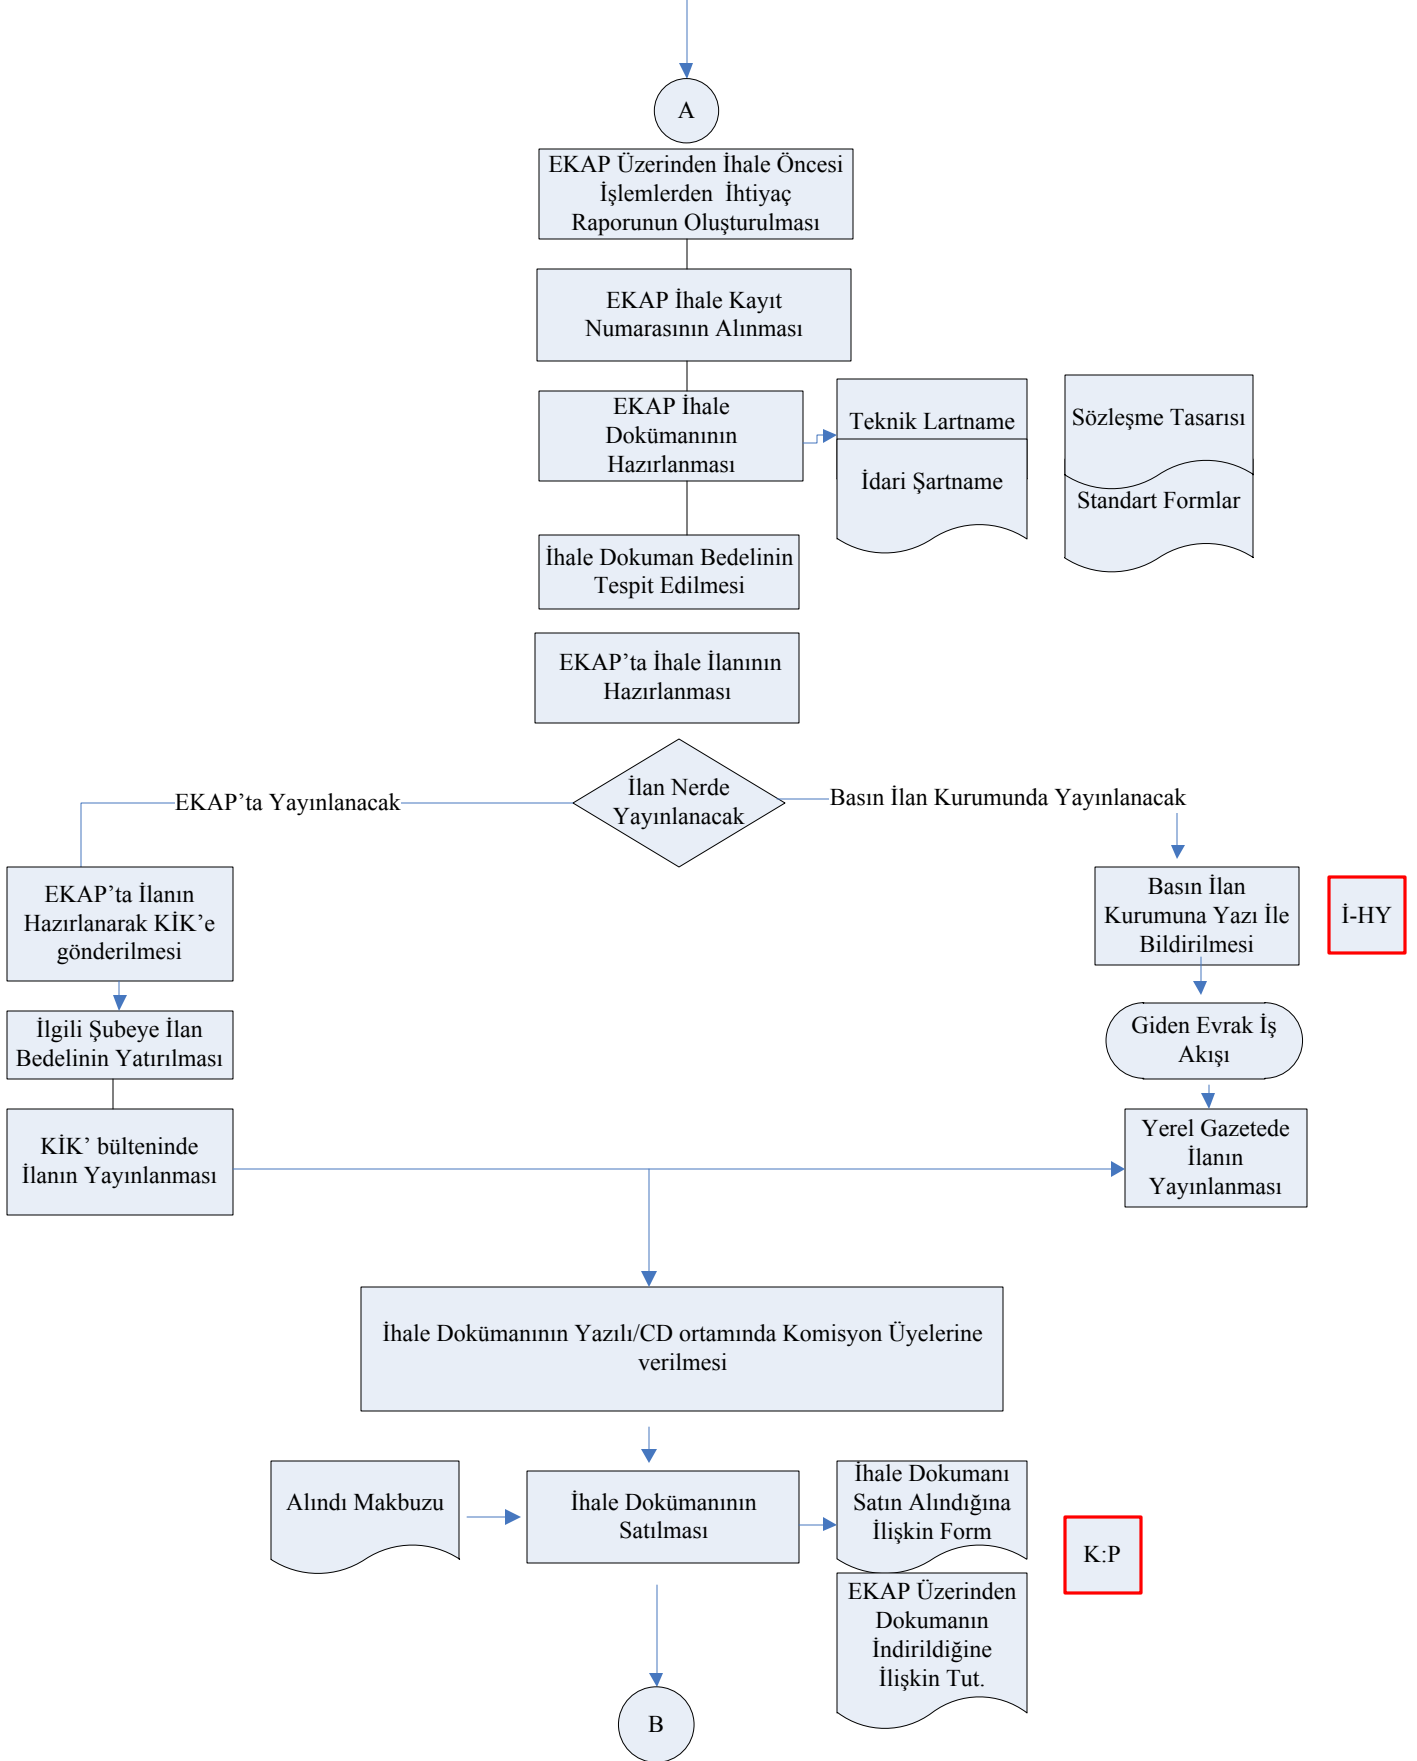 A
EKAP Üzerinden İhale Öncesi
İşlemlerden İhtiyaç
Raporunun Oluşturulması
EKAP İhale Kayıt
Numarasının Alınması
EKAP İhale
Dokümanının
Hazırlanması
Teknik Lartname
İdari Şartname
Sözleşme Tasarısı
Standart Formlar
İhale Dokuman Bedelinin
Tespit Edilmesi
EKAP’ta İhale İlanının
Hazırlanması
İlan Nerde
Yayınlanacak
EKAP’ta Yayınlanacak
Basın İlan Kurumunda Yayınlanacak
EKAP’ta İlanın
Hazırlanarak KİK’e
gönderilmesi
Basın İlan
Kurumuna Yazı İle
Bildirilmesi
İ-HY
İlgili Şubeye İlan
Bedelinin Yatırılması
Giden Evrak İş
Akışı
KİK’ bülteninde
İlanın Yayınlanması
Yerel Gazetede
İlanın
Yayınlanması
İhale Dokümanının Yazılı/CD ortamında Komisyon Üyelerine
verilmesi
Alındı Makbuzu
İhale Dokümanının
Satılması
İhale Dokumanı
Satın Alındığına
İlişkin Form
K:P
EKAP Üzerinden
Dokumanın
İndirildiğine
İlişkin Tut.
B